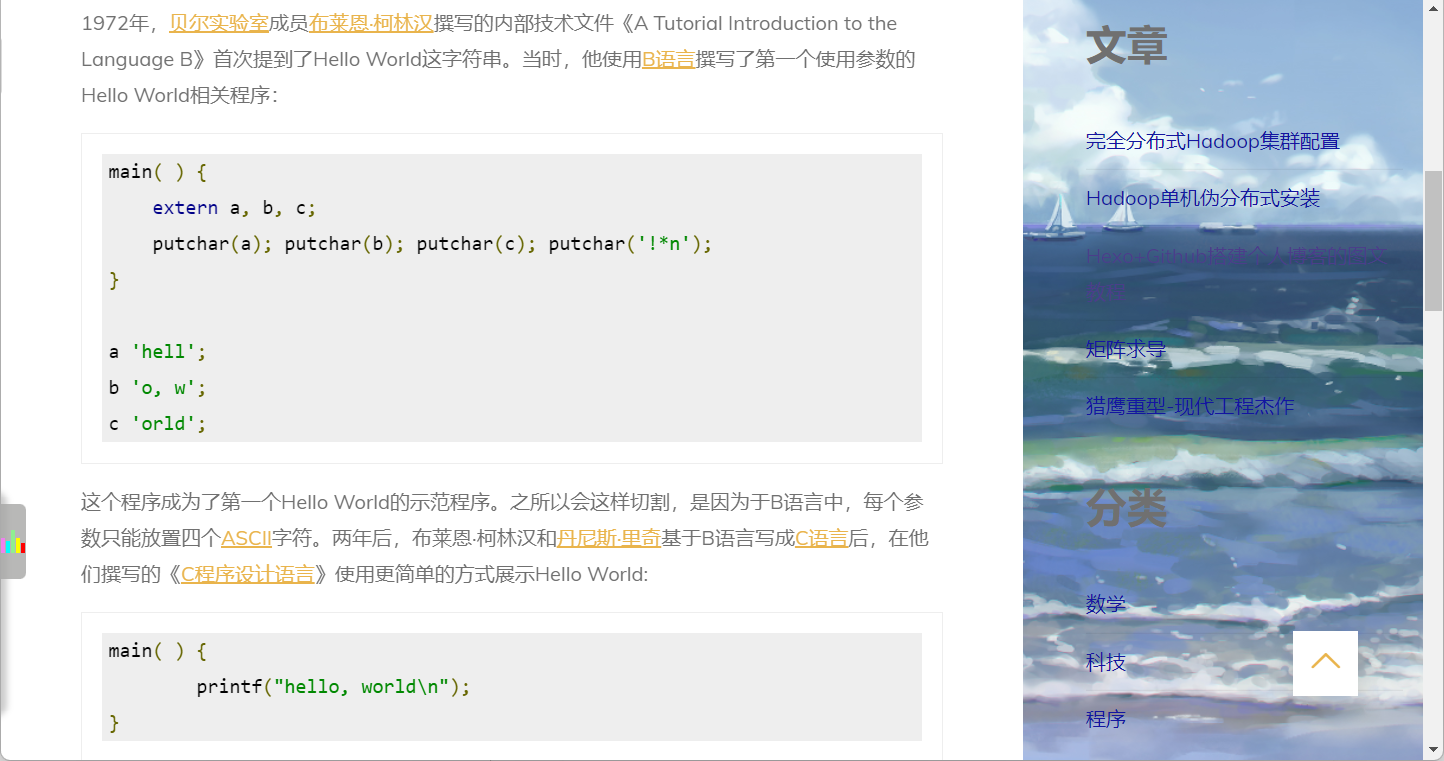 1972年，贝尔实验室成员布莱恩·柯林汉撰写的内部技术文件《A Tutorial Introduction to the
Language B》首次提到了Hello World这字符串。当时，他使用B语言撰写了第一个使用参数的
Hello World相关程序：
main( ) {
    extern a, b, c;
    putchar(a); putchar(b); putchar(c); putchar('!*n');
}
a 'hell';
b 'o, w';
c 'orld';
这个程序成为了第一个Hello World的示范程序。之所以会这样切割，是因为于B语言中，每个参
数只能放置四个ASCII字符。两年后，布莱恩·柯林汉和丹尼斯·里奇基于B语言写成C语言后，在他
们撰写的《C程序设计语言》使用更简单的方式展示Hello World:
main( ) {
        printf("hello, world\n");
}
文章
完全分布式Hadoop集群配置
Hadoop单机伪分布式安装
Hexo+Github搭建个人博客的图文
矩阵求导
猎鹰重型-现代工程杰作
分类
数学
科技
程序